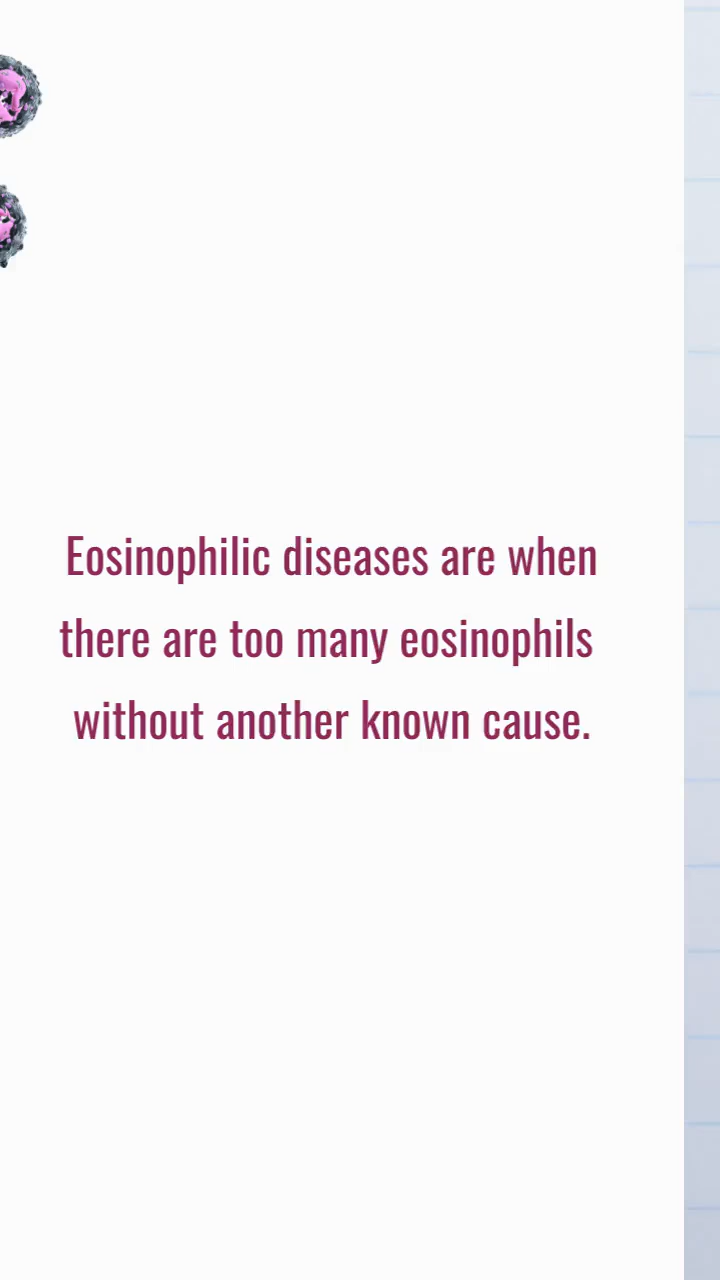 Eosinophilic diseases are when
there are too many eosinophils
without another known cause.